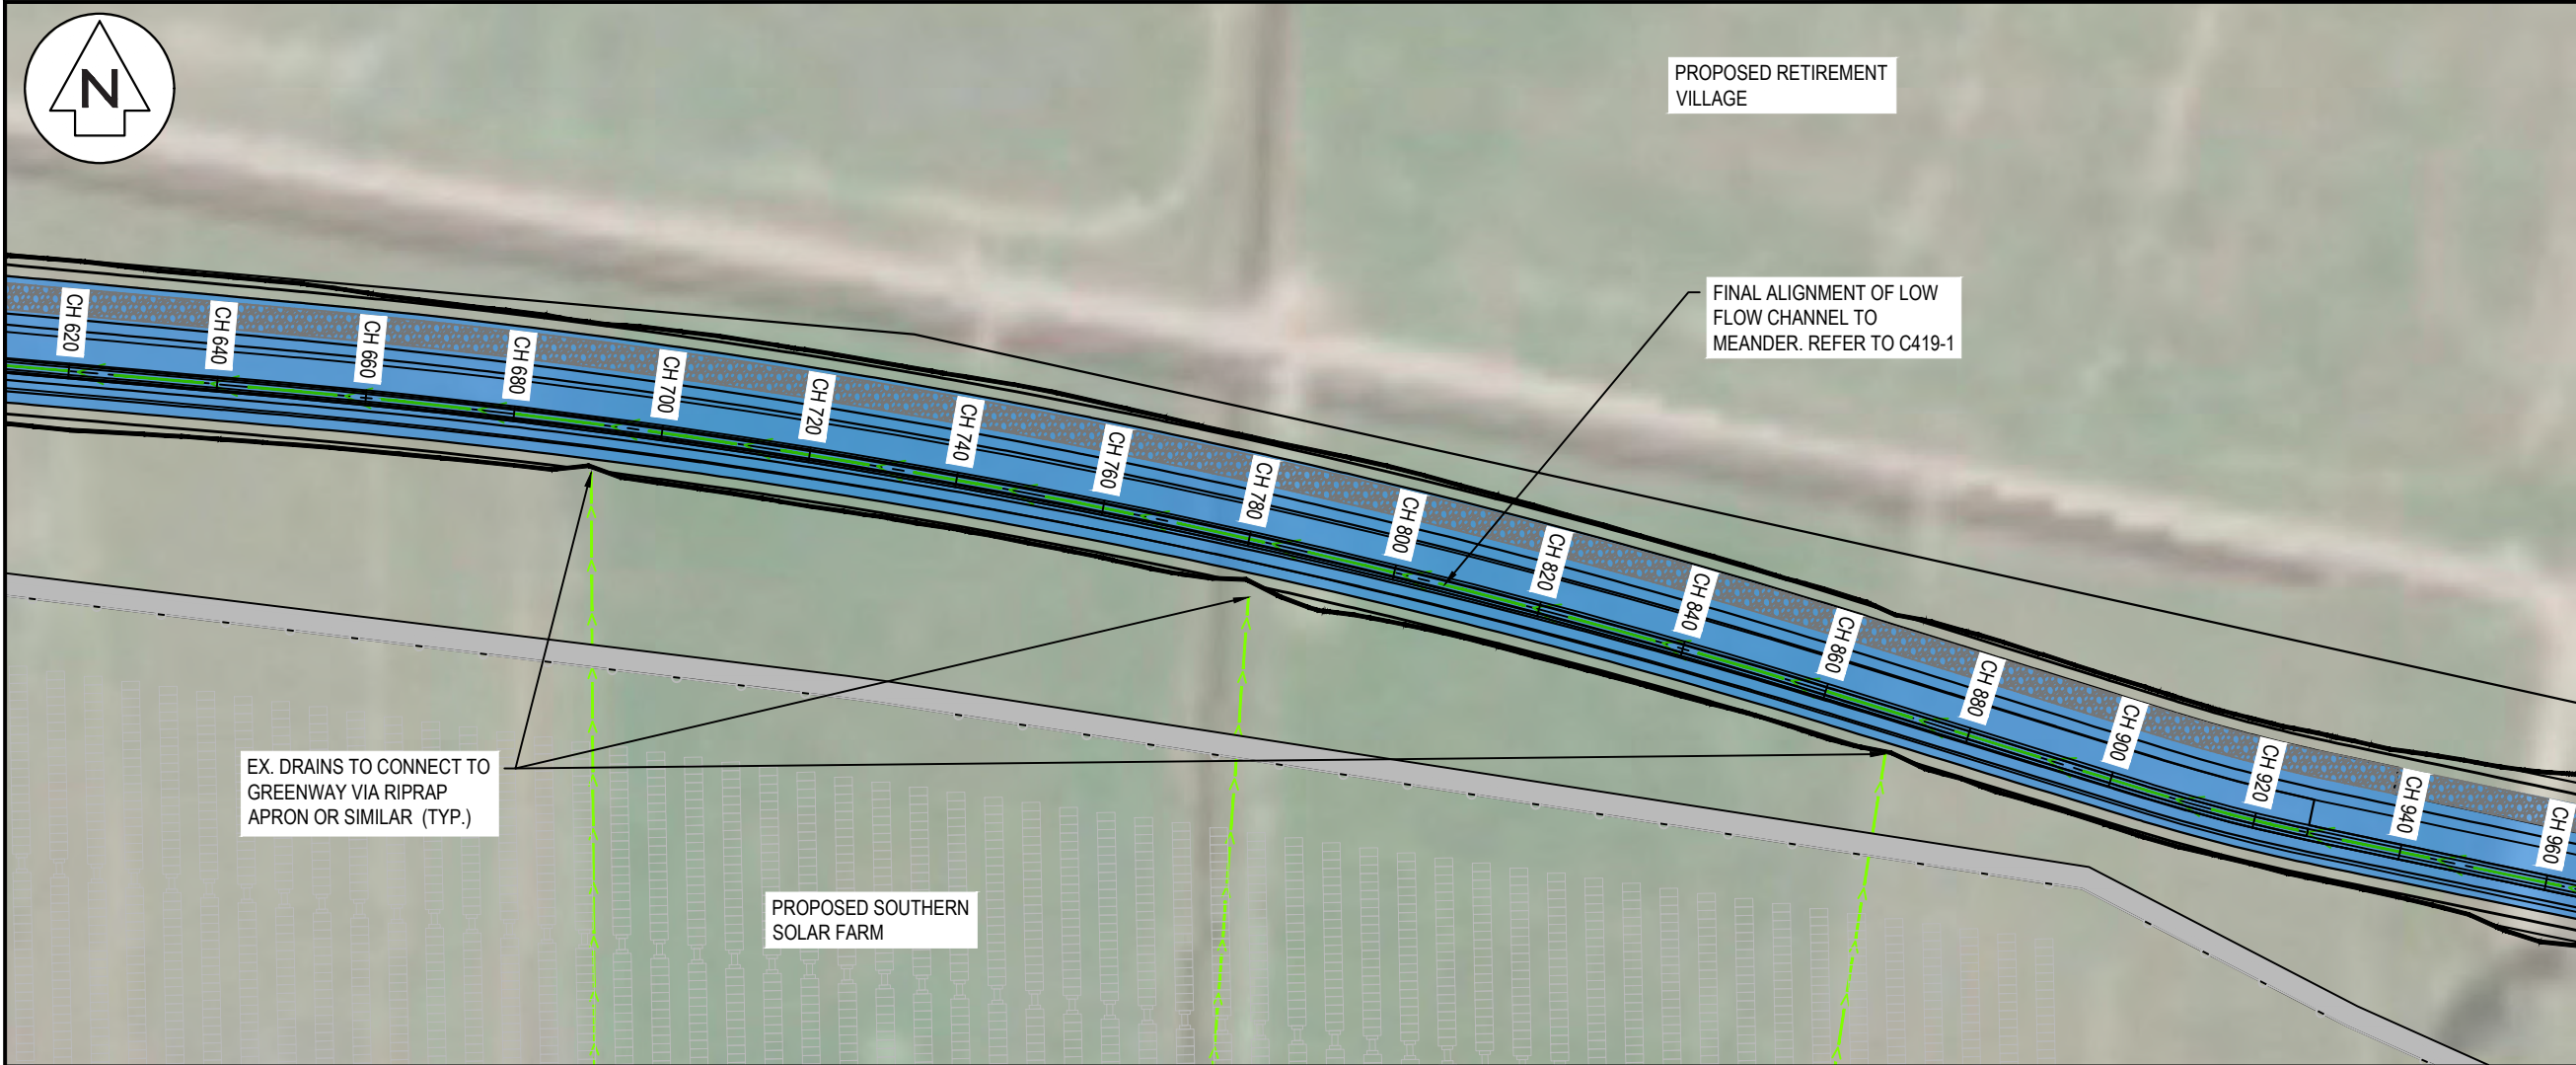 N
PROPOSED RETIREMENT
VILLAGE
FINAL ALIGNMENT OF LOW
FLOW CHANNEL TO
MEANDER. REFER TO C419-1
CH 620
CH 640
CH 660
CH 680
CH 700
CH 720
CH 740
CH 760
CH 780
CH 800
CH 820
CH 840
CH 860
CH 880
CH 900
CH 920
CH 940
CH 960
EX. DRAINS TO CONNECT TO
GREENWAY VIA RIPRAP
APRON OR SIMILAR (TYP.)
PROPOSED SOUTHERN
SOLAR FARM